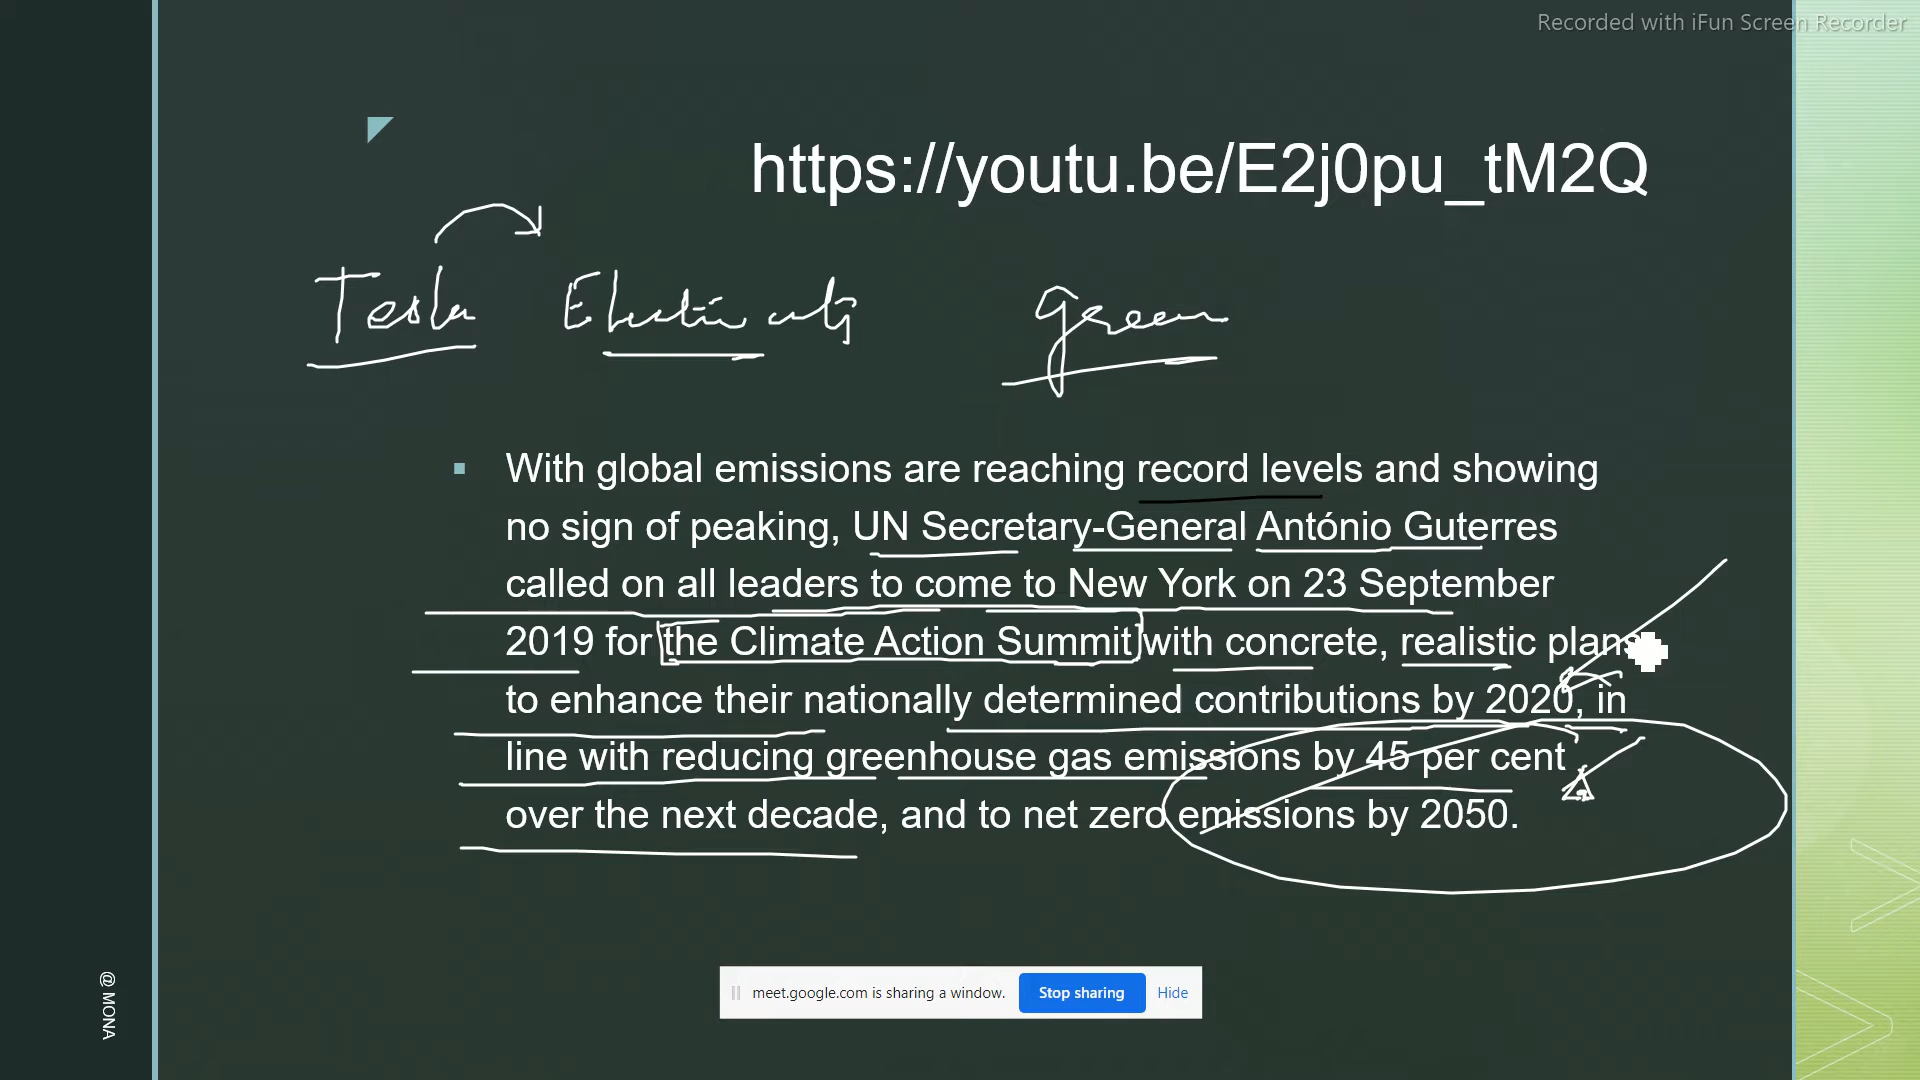 Recorded with iFun Screen Recorder
https://youtu.be/E2j0pu_tM2Q
Tesla Electricity green
With global emissions are reaching record levels and showing
no sign of peaking, UN Secretary-General António Guterres
called on all leaders to come to New York on 23 September
2019 for the Climate Action Summit with concrete, realistic plans
to enhance their nationally determined contributions by 2020, in
line with reducing greenhouse gas emissions by 45 per cent
over the next decade, and to net zero emissions by 2050.
@ MONA
meet.google.com is sharing a window. Stop sharing Hide